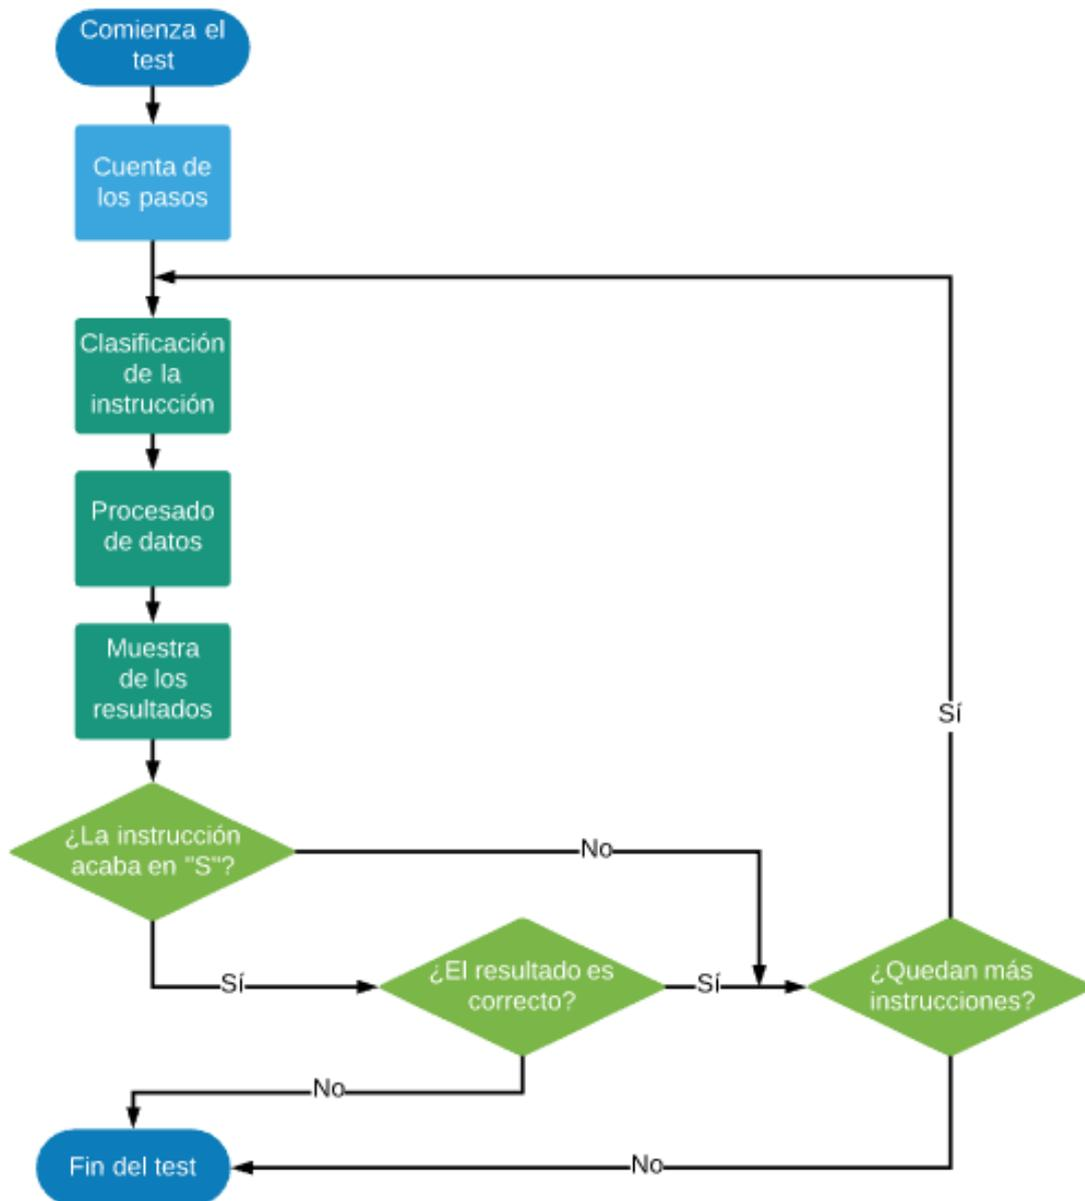 Comienza el
test
Cuenta de
los pasos
Clasificación
de la
instrucción
Procesado
de datos
Muestra
de los
resultados
Sí
¿La instrucción
acaba en "S"?
No
Sí
¿El resultado es
correcto?
Sí
¿Quedan más
instrucciones?
No
Fin del test
No